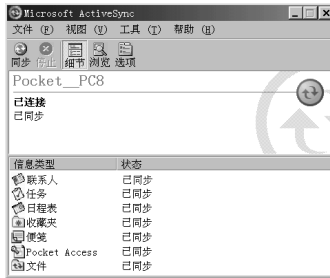 Microsoft ActiveSync
文件 (F) 视图 (V) 工具 (T) 帮助 (H)
同步 停止 细节 浏览 选项
Pocket__PC8
已连接
已同步
信息类型 状态
联系人 已同步
任务 已同步
日程表 已同步
收藏夹 已同步
便笺 已同步
Pocket Access 已同步
文件 已同步